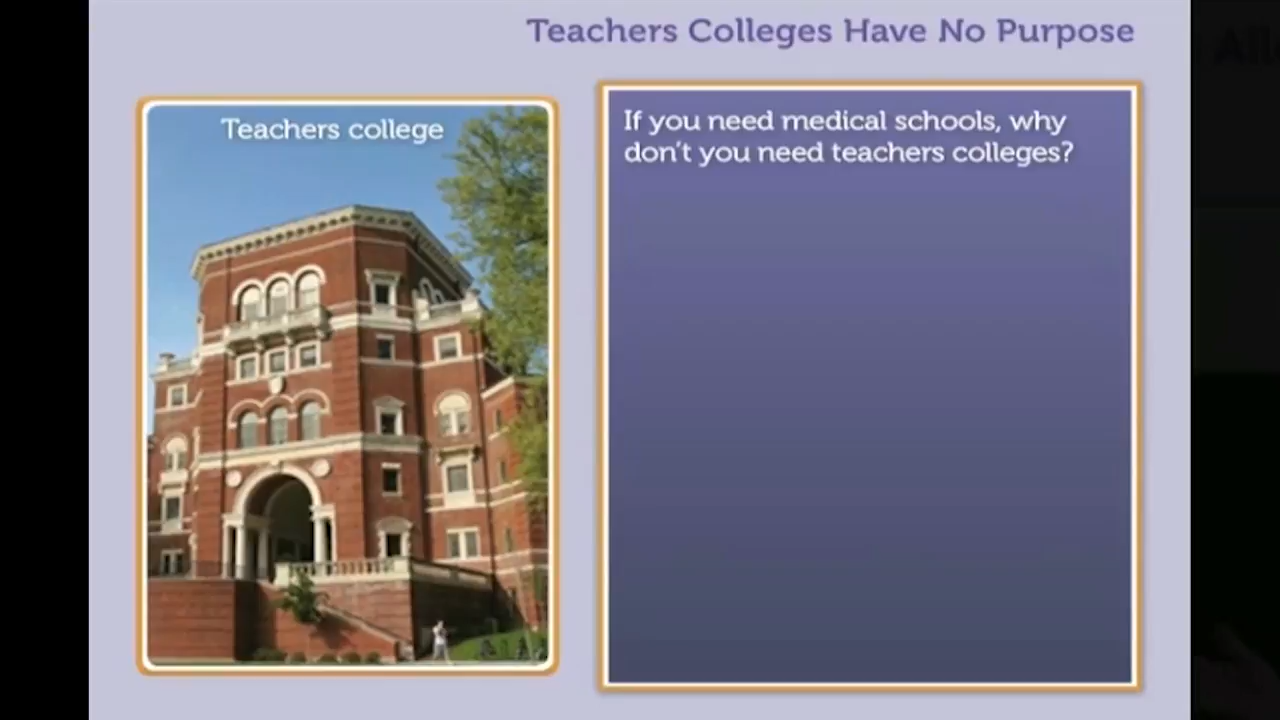 Teachers Colleges Have No Purpose
Teachers college
If you need medical schools, why
don't you need teachers colleges?